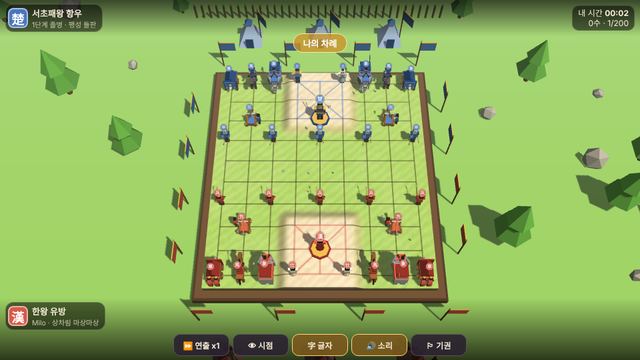 楚 서초패왕 항우
1단계 졸병 · 팽성 들판
나의 차례
내 시간 00:02
0수 · 1/200
漢 한왕 유방
Milo · 상차림 마상마상
⏩ 연출 x1
👁 시점
字 글자
🔊 소리
⚐ 기권